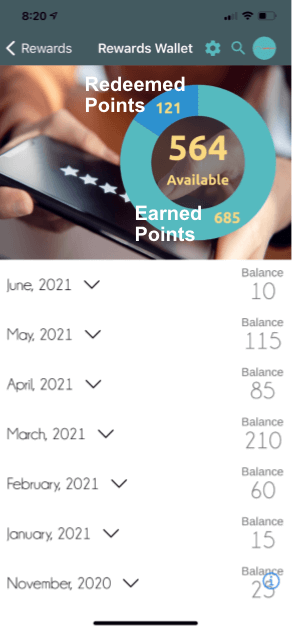 8:20
Rewards
Rewards Wallet
Redeemed
Points 121
564
Available
Earned 685
Points
June, 2021
Balance
10
May, 2021
Balance
115
April, 2021
Balance
85
March, 2021
Balance
210
February, 2021
Balance
60
January, 2021
Balance
15
November, 2020
Balance